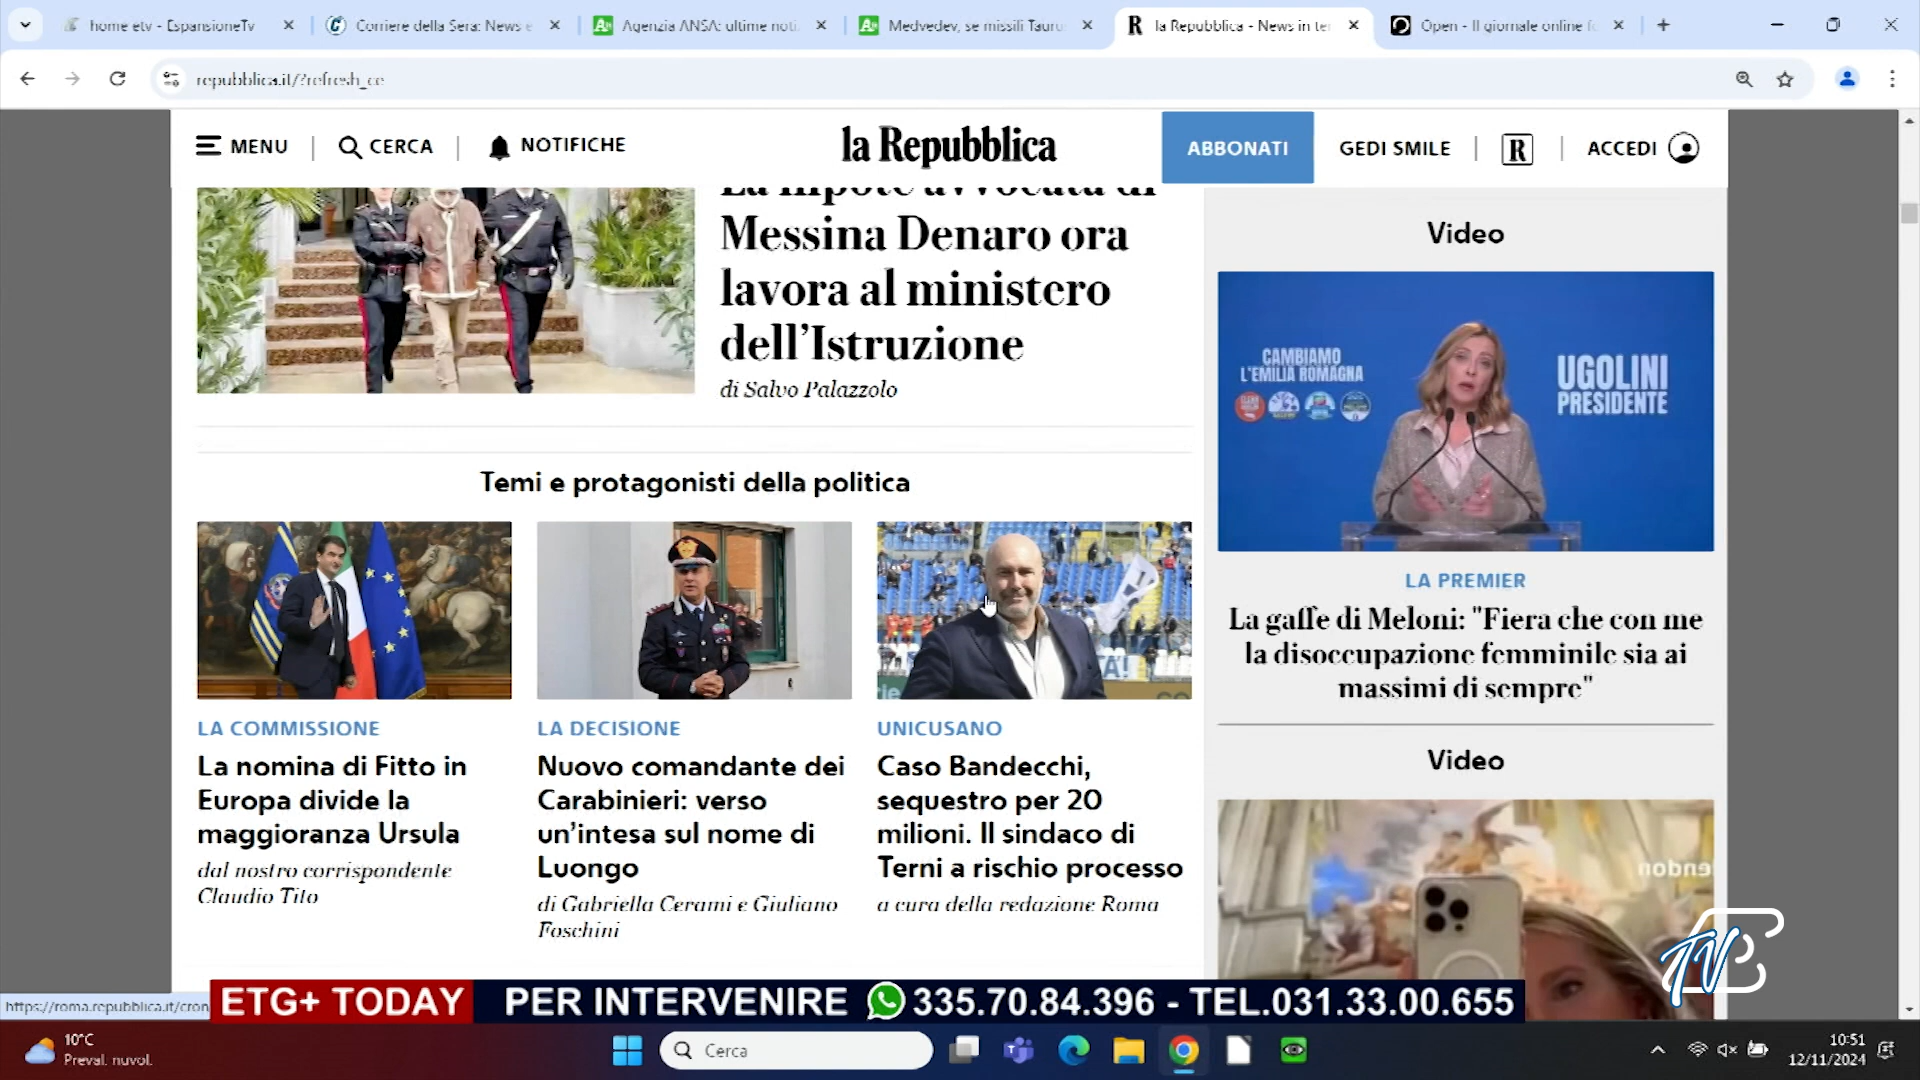 home etv - EspansioneTv
Corriere della Sera: News e
Agenzia ANSA: ultime noti
Medvedev, se missili Tauru
la Repubblica - News in te
Open - Il giornale online fo
repubblica.it/?refresh_ce
MENU
CERCA
NOTIFICHE
la Repubblica
ABBONATI
GEDI SMILE
R
ACCEDI
La nipote avvocata di
Messina Denaro ora
lavora al ministero
dell'Istruzione
di Salvo Palazzolo
Temi e protagonisti della politica
LA COMMISSIONE
La nomina di Fitto in
Europa divide la
maggioranza Ursula
dal nostro corrispondente
Claudio Tito
LA DECISIONE
Nuovo comandante dei
Carabinieri: verso
un'intesa sul nome di
Luongo
di Gabriella Cerami e Giuliano
Foschini
UNICUSANO
Caso Bandecchi,
sequestro per 20
milioni. Il sindaco di
Terni a rischio processo
a cura della redazione Roma
Video
CAMBIAMO
L'EMILIA ROMAGNA
UGOLINI
PRESIDENTE
LA PREMIER
La gaffe di Meloni: "Fiera che con me
la disoccupazione femminile sia ai
massimi di sempre"
Video
https://roma.repubblica.it/cron
ETG+ TODAY
PER INTERVENIRE 335.70.84.396 - TEL.031.33.00.655
10°C
Preval. nuvol.
Cerca
10:51
12/11/2024